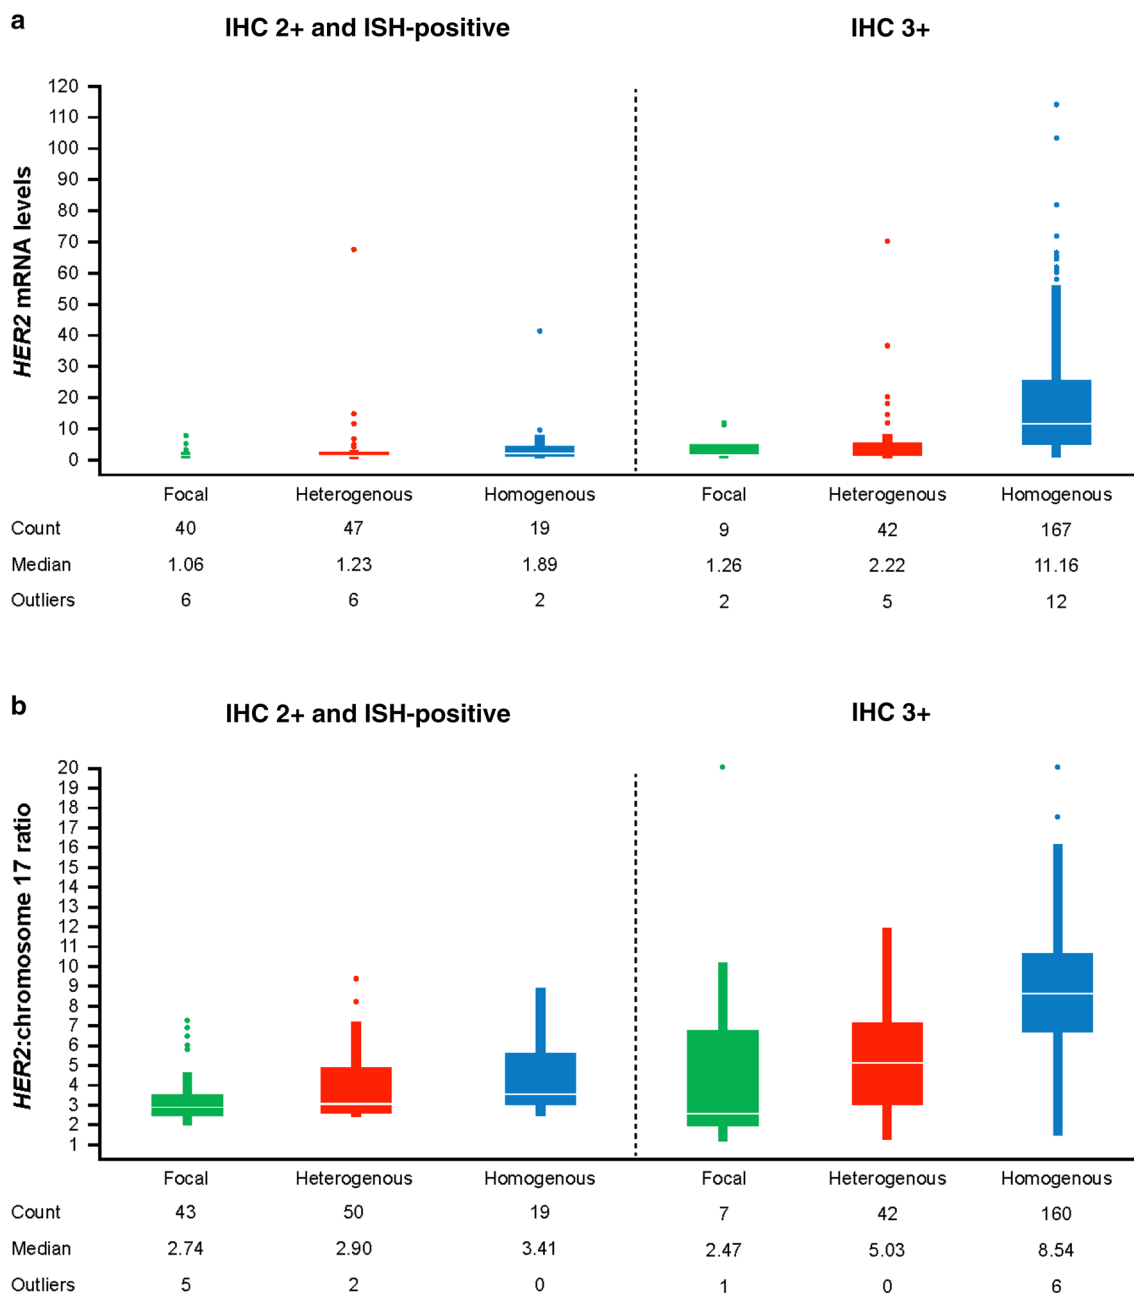 a
IHC 2+ and ISH-positive
IHC 3+
HER2 mRNA levels
120
110
100
90
80
70
60
50
40
30
20
10
0
Focal Heterogenous Homogenous Focal Heterogenous Homogenous
Count 40 47 19 9 42 167
Median 1.06 1.23 1.89 1.26 2.22 11.16
Outliers 6 6 2 2 5 12
b
IHC 2+ and ISH-positive
IHC 3+
HER2:chromosome 17 ratio
20
19
18
17
16
15
14
13
12
11
10
9
8
7
6
5
4
3
2
1
Focal Heterogenous Homogenous Focal Heterogenous Homogenous
Count 43 50 19 7 42 160
Median 2.74 2.90 3.41 2.47 5.03 8.54
Outliers 5 2 0 1 0 6